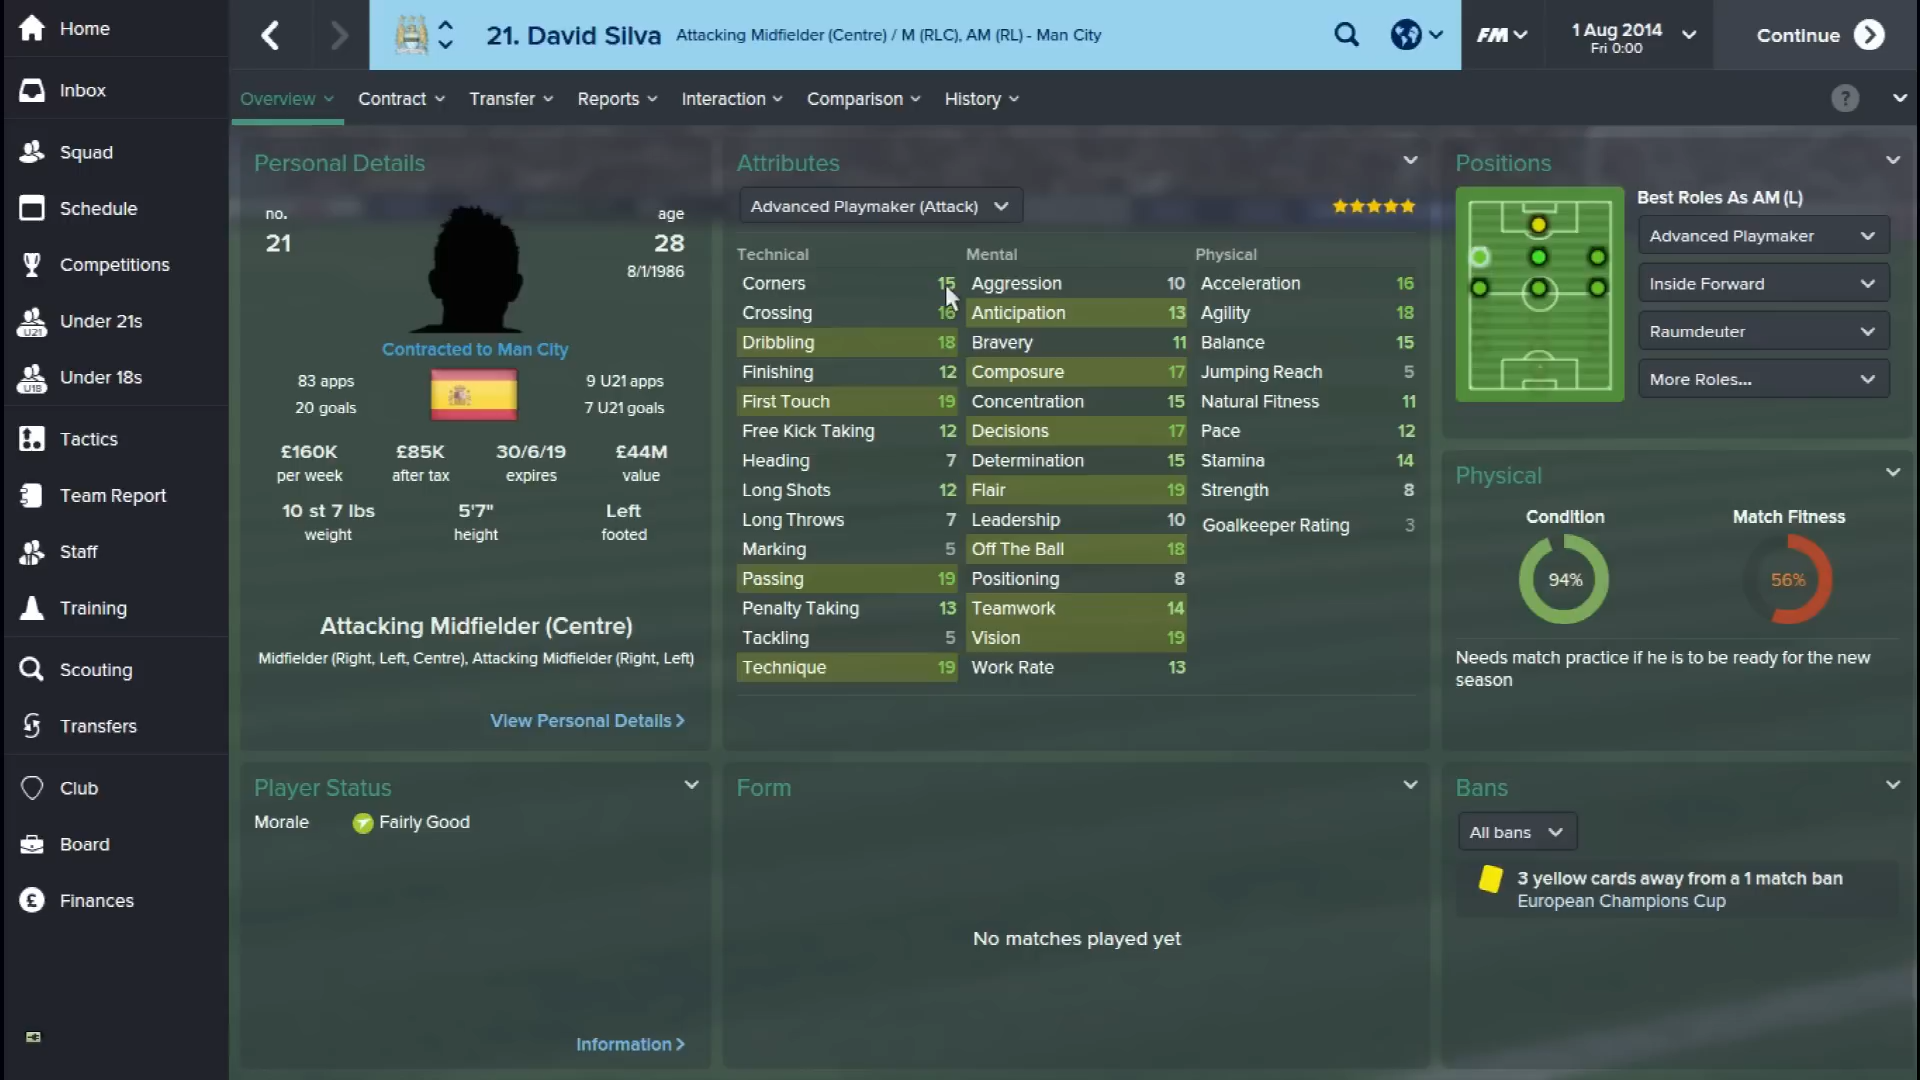 Home
Inbox
Squad
Schedule
Competitions
U21
Under 21s
U18
Under 18s
Tactics
Team Report
Staff
Training
Scouting
Transfers
Club
Board
£
Finances
21. David Silva
Attacking Midfielder (Centre) / M (RLC), AM (RL) - Man City
FM
1 Aug 2014
Fri 0:00
Continue
Overview
Contract
Transfer
Reports
Interaction
Comparison
History
?
Personal Details
no.
21
age
28
8/1/1986
Contracted to Man City
83 apps
20 goals
9 U21 apps
7 U21 goals
£160K
per week
£85K
after tax
30/6/19
expires
£44M
value
10 st 7 lbs
weight
5'7"
height
Left
footed
Attacking Midfielder (Centre)
Midfielder (Right, Left, Centre), Attacking Midfielder (Right, Left)
View Personal Details
Attributes
Advanced Playmaker (Attack)
Technical
Corners 15
Crossing 16
Dribbling 18
Finishing 12
First Touch 19
Free Kick Taking 12
Heading 7
Long Shots 12
Long Throws 7
Marking 5
Passing 19
Penalty Taking 13
Tackling 5
Technique 19
Mental
Aggression 10
Anticipation 13
Bravery 11
Composure 17
Concentration 15
Decisions 17
Determination 15
Flair 19
Leadership 10
Off The Ball 18
Positioning 8
Teamwork 14
Vision 19
Work Rate 13
Physical
Acceleration 16
Agility 18
Balance 15
Jumping Reach 5
Natural Fitness 11
Pace 12
Stamina 14
Strength 8
Goalkeeper Rating 3
Positions
Best Roles As AM (L)
Advanced Playmaker
Inside Forward
Raumdeuter
More Roles...
Physical
Condition
94%
Match Fitness
56%
Needs match practice if he is to be ready for the new
season
Player Status
Morale
Fairly Good
Information
Form
No matches played yet
Bans
All bans
3 yellow cards away from a 1 match ban
European Champions Cup